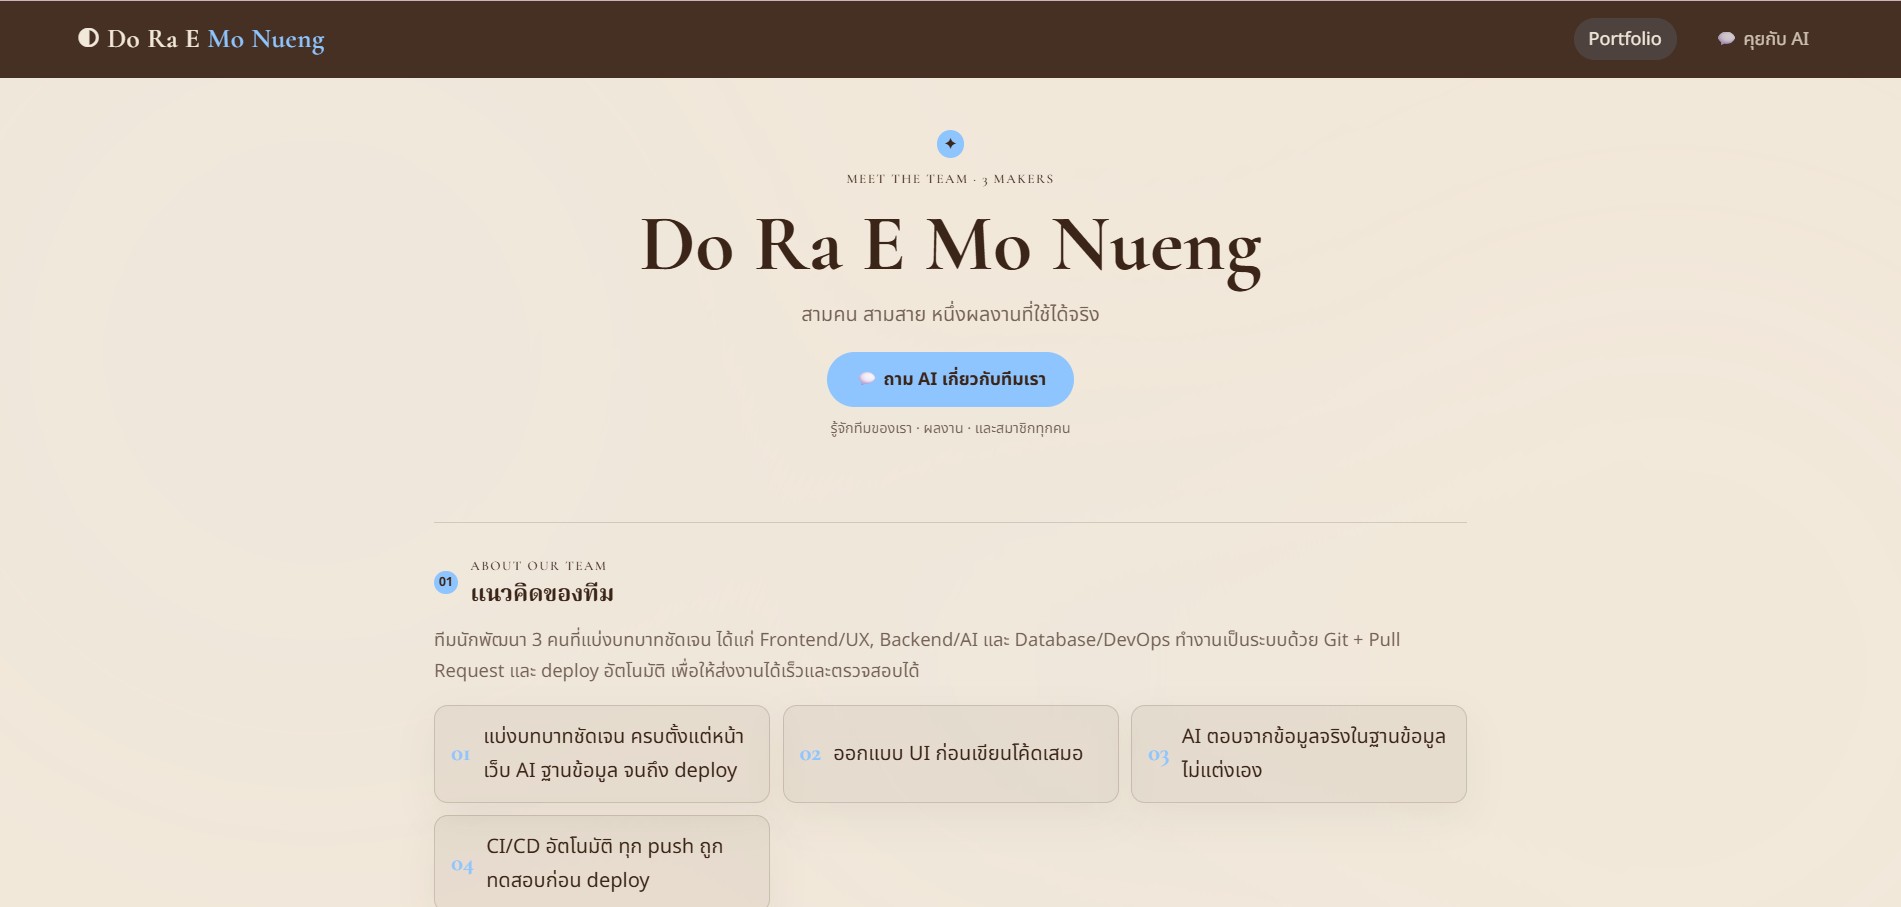 Do Ra E Mo Nueng
Portfolio
คุยกับ AI
MEET THE TEAM · 3 MAKERS
Do Ra E Mo Nueng
สามคน สามสาย หนึ่งผลงานที่ใช้ได้จริง
ถาม AI เกี่ยวกับทีมเรา
รู้จักทีมของเรา · ผลงาน · และสมาชิกทุกคน
ABOUT OUR TEAM
01
แนวคิดของทีม
ทีมนักพัฒนา 3 คนที่แบ่งบทบาทชัดเจน ได้แก่ Frontend/UX, Backend/AI และ Database/DevOps ทำงานเป็นระบบด้วย Git + Pull
Request และ deploy อัตโนมัติ เพื่อให้ส่งงานได้เร็วและตรวจสอบได้
01
แบ่งบทบาทชัดเจน ครบตั้งแต่หน้า
เว็บ AI ฐานข้อมูล จนถึง deploy
02
ออกแบบ UI ก่อนเขียนโค้ดเสมอ
03
AI ตอบจากข้อมูลจริงในฐานข้อมูล
ไม่แต่งเอง
04
CI/CD อัตโนมัติ ทุก push ถูก
ทดสอบก่อน deploy